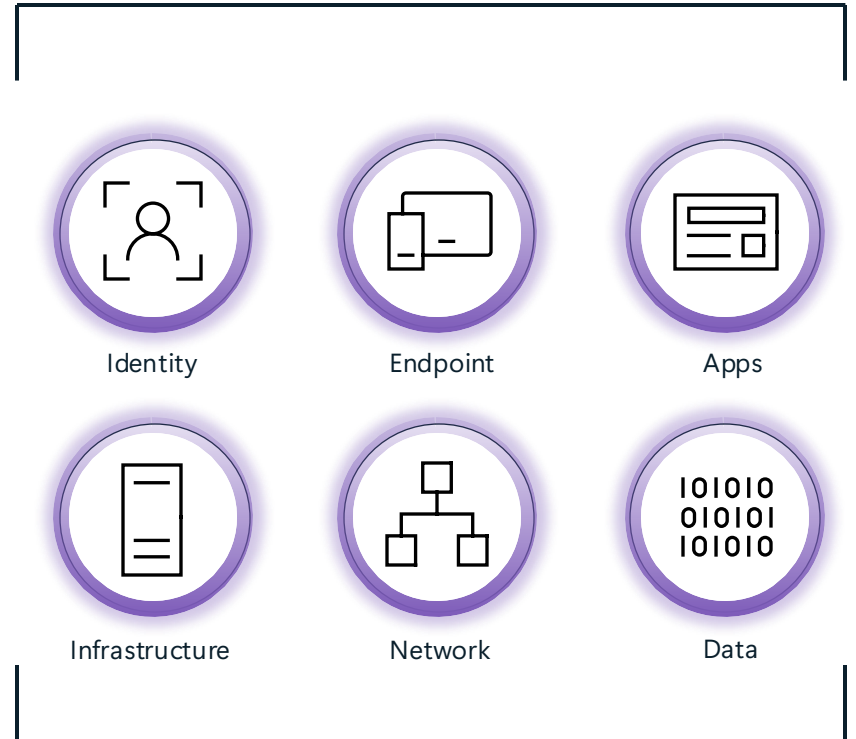 Identity
Endpoint
Apps
101010
010101
101010
Infrastructure
Network
Data